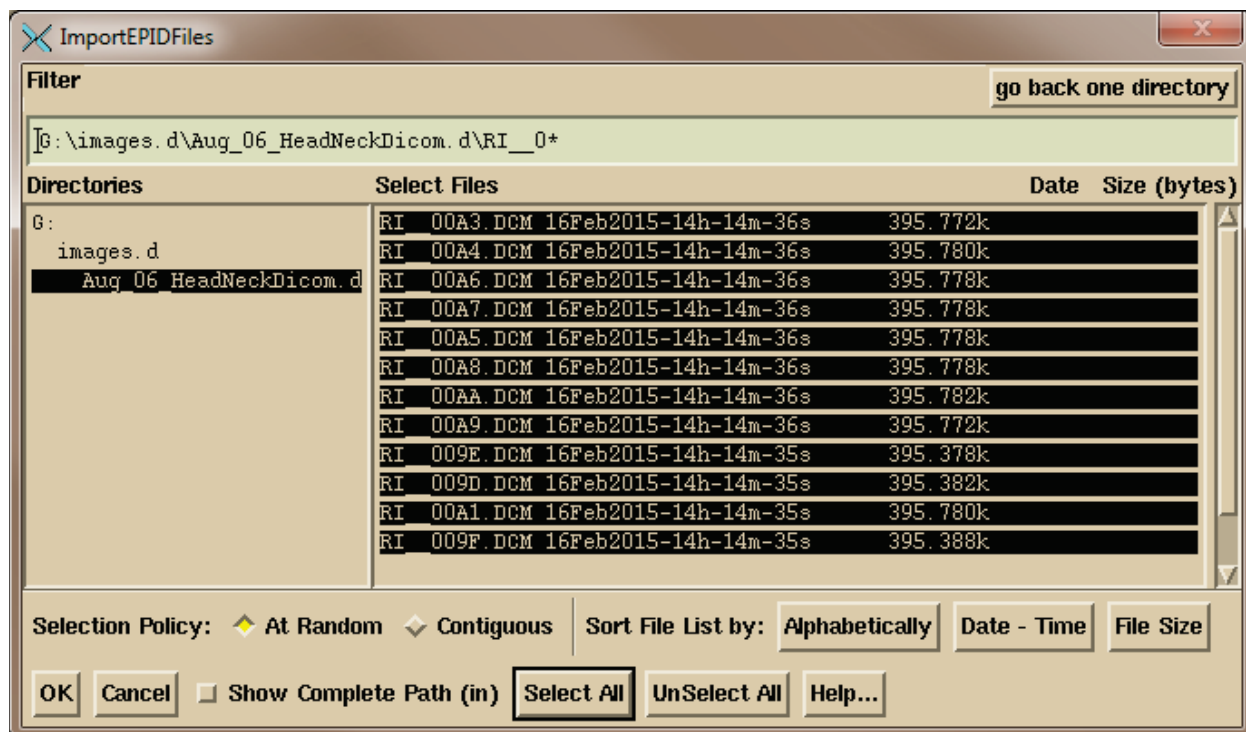 ImportEPIDFiles
Filter
go back one directory
G:\images.d\Aug_06_HeadNeckDicom.d\RI__0*
Directories Select Files Date Size (bytes)
G:
images.d
Aug_06_HeadNeckDicom.d
RI__00A3.DCM 16Feb2015-14h-14m-36s 395.772k
RI__00A4.DCM 16Feb2015-14h-14m-36s 395.780k
RI__00A6.DCM 16Feb2015-14h-14m-36s 395.778k
RI__00A7.DCM 16Feb2015-14h-14m-36s 395.778k
RI__00A5.DCM 16Feb2015-14h-14m-36s 395.778k
RI__00A8.DCM 16Feb2015-14h-14m-36s 395.778k
RI__00AA.DCM 16Feb2015-14h-14m-36s 395.782k
RI__00A9.DCM 16Feb2015-14h-14m-36s 395.772k
RI__009E.DCM 16Feb2015-14h-14m-35s 395.378k
RI__009D.DCM 16Feb2015-14h-14m-35s 395.382k
RI__00A1.DCM 16Feb2015-14h-14m-35s 395.780k
RI__009F.DCM 16Feb2015-14h-14m-35s 395.388k
Selection Policy: At Random Contiguous Sort File List by: Alphabetically Date - Time File Size
OK Cancel Show Complete Path (in) Select All UnSelect All Help...